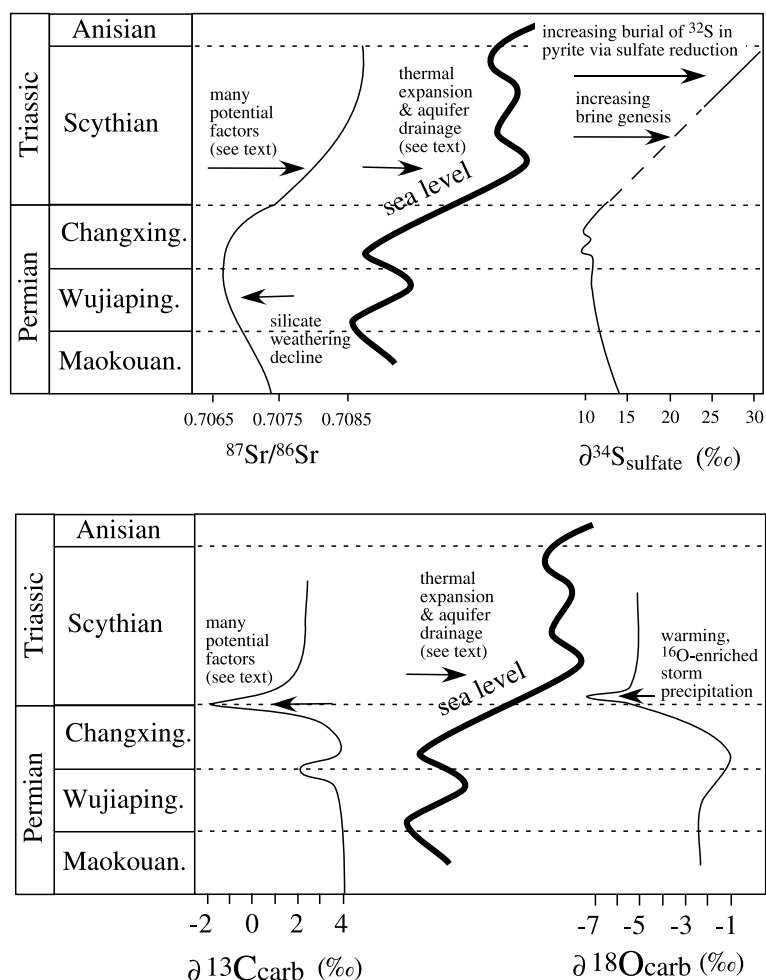 Triassic
Permian
Anisian
Scythian
Changxing.
Wujiaping.
Maokouan.
many
potential
factors
(see text)
silicate
weathering
decline
thermal
expansion
& aquifer
drainage
(see text)
sea level
increasing burial of ³²S in
pyrite via sulfate reduction
increasing
brine genesis
0.7065 0.7075 0.7085
⁸⁷Sr/⁸⁶Sr
10 15 20 25 30
∂³⁴Ssulfate (‰)
Triassic
Permian
Anisian
Scythian
Changxing.
Wujiaping.
Maokouan.
many
potential
factors
(see text)
thermal
expansion
& aquifer
drainage
(see text)
sea level
warming,
¹⁶O-enriched
storm
precipitation
-2 0 2 4
∂¹³Ccarb (‰)
-7 -5 -3 -1
∂¹⁸Ocarb (‰)